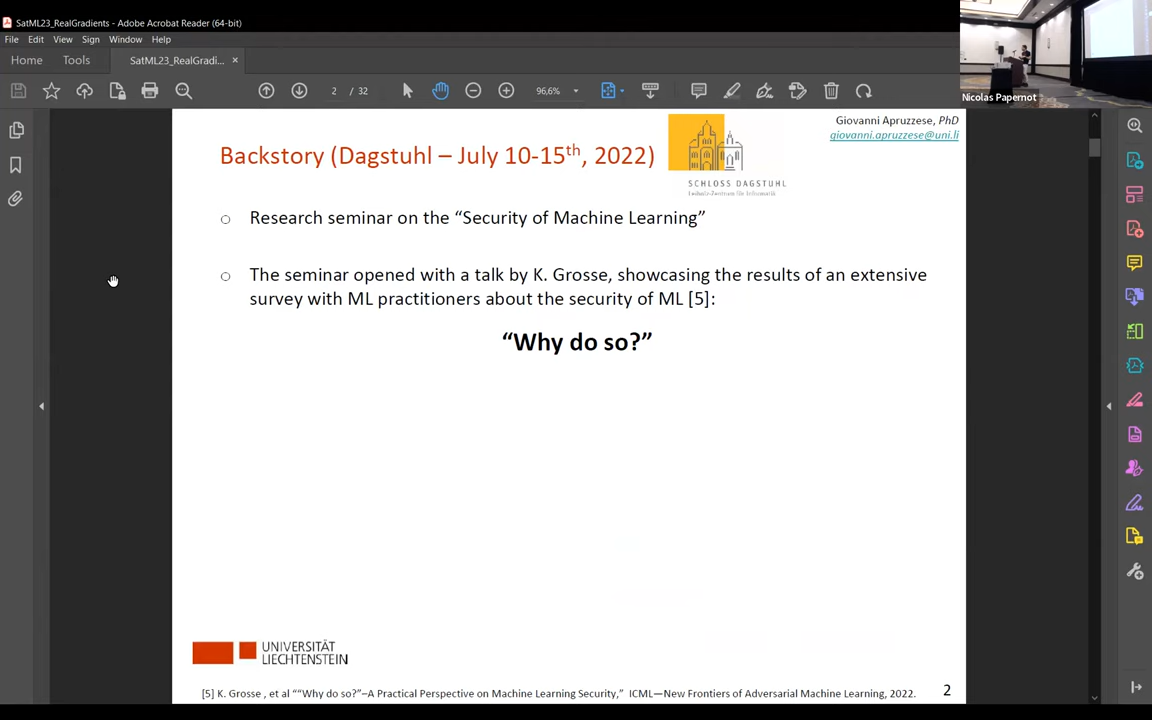 SatML23_RealGradients - Adobe Acrobat Reader (64-bit)
File Edit View Sign Window Help
Home Tools SatML23_RealGradi... ×
2 / 32 96,6%
Nicolas Papernot
Giovanni Apruzzese, PhD
giovanni.apruzzese@uni.li
Backstory (Dagstuhl – July 10-15th, 2022)
SCHLOSS DAGSTUHL
Leibniz-Zentrum für Informatik
○ Research seminar on the “Security of Machine Learning”
○ The seminar opened with a talk by K. Grosse, showcasing the results of an extensive
survey with ML practitioners about the security of ML [5]:
“Why do so?”
UNIVERSITÄT
LIECHTENSTEIN
[5] K. Grosse , et al ““Why do so?”–A Practical Perspective on Machine Learning Security,” ICML—New Frontiers of Adversarial Machine Learning, 2022.
2